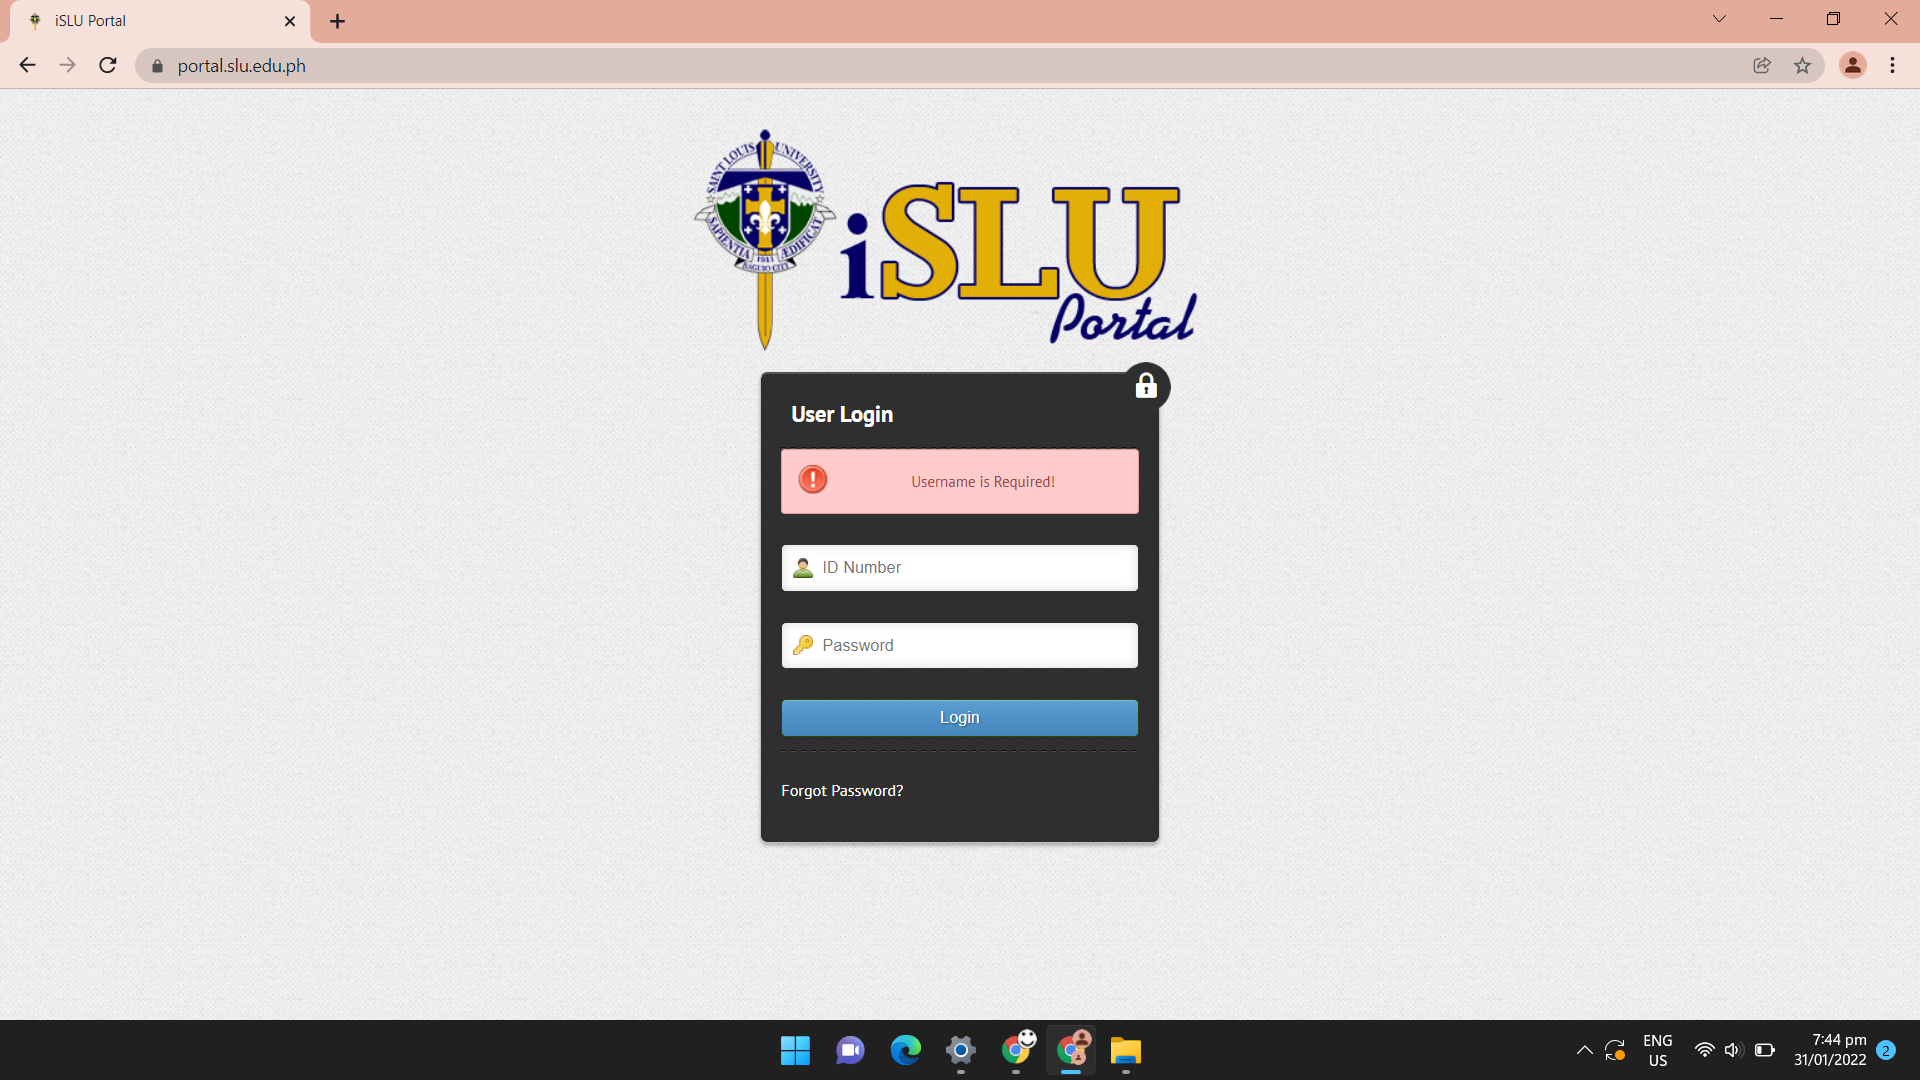 iSLU Portal
portal.slu.edu.ph
SAINT LOUIS UNIVERSITY
SAPIENTIA ÆDIFICAT
1911
BAGUIO CITY
iSLU
Portal
User Login
Username is Required!
ID Number
Password
Login
Forgot Password?
ENG
US
7:44 pm
31/01/2022
2